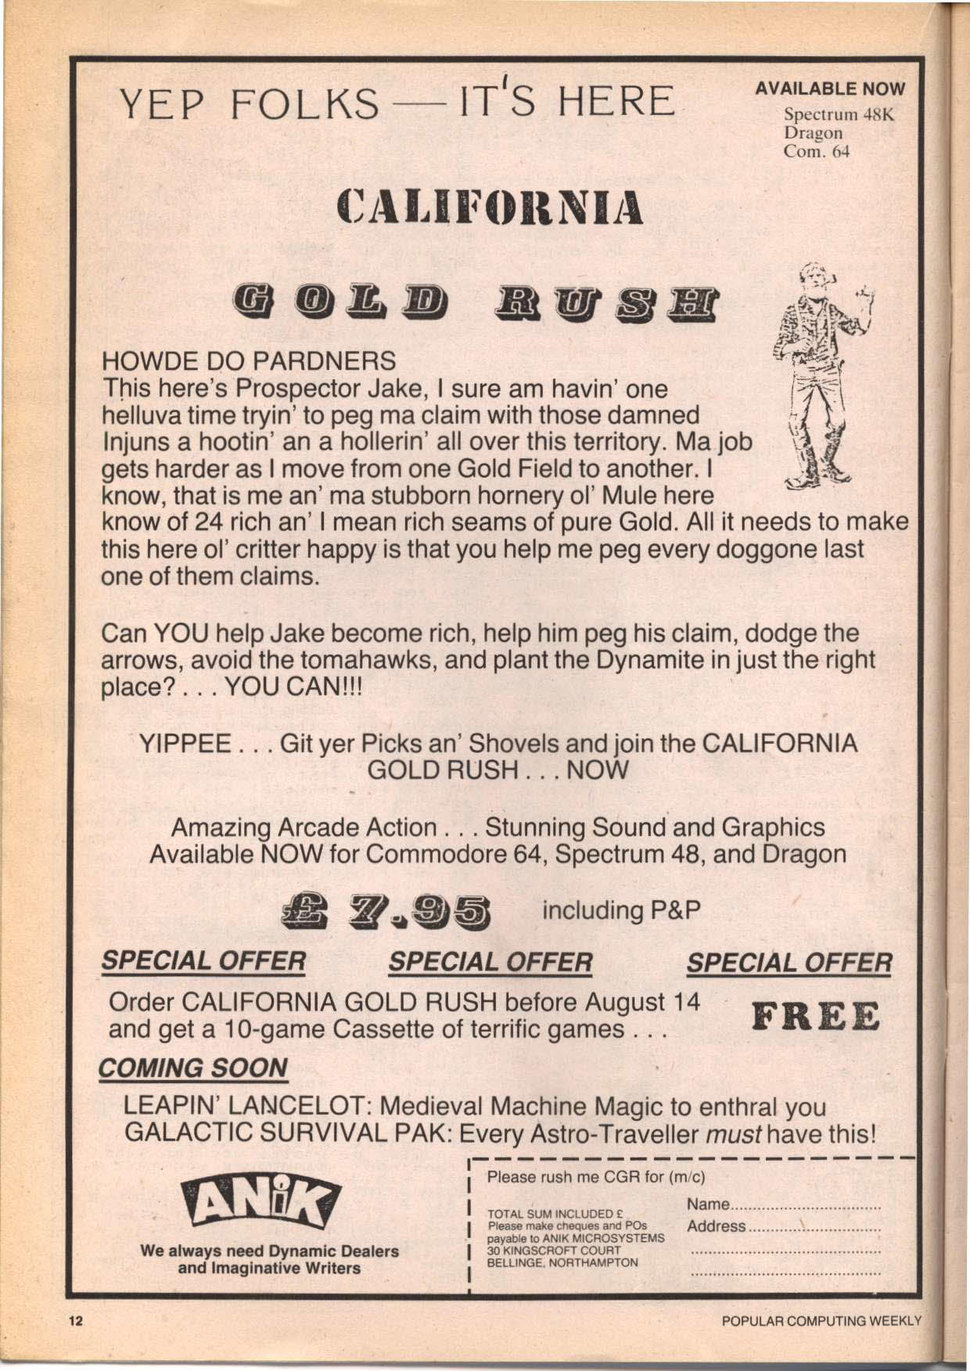 YEP FOLKS — IT'S HERE
AVAILABLE NOW
Spectrum 48K
Dragon
Com. 64
CALIFORNIA
GOLD RUSH
HOWDE DO PARDNERS
This here's Prospector Jake, I sure am havin' one
helluva time tryin' to peg ma claim with those damned
Injuns a hootin' an a hollerin' all over this territory. Ma job
gets harder as I move from one Gold Field to another. I
know, that is me an' ma stubborn hornery ol' Mule here
know of 24 rich an' I mean rich seams of pure Gold. All it needs to make
this here ol' critter happy is that you help me peg every doggone last
one of them claims.
Can YOU help Jake become rich, help him peg his claim, dodge the
arrows, avoid the tomahawks, and plant the Dynamite in just the right
place? . . . YOU CAN!!!
YIPPEE . . . Git yer Picks an' Shovels and join the CALIFORNIA
GOLD RUSH . . . NOW
Amazing Arcade Action . . . Stunning Sound and Graphics
Available NOW for Commodore 64, Spectrum 48, and Dragon
£ 7.95 including P&P
SPECIAL OFFER SPECIAL OFFER SPECIAL OFFER
Order CALIFORNIA GOLD RUSH before August 14
and get a 10-game Cassette of terrific games . . .
FREE
COMING SOON
LEAPIN' LANCELOT: Medieval Machine Magic to enthral you
GALACTIC SURVIVAL PAK: Every Astro-Traveller must have this!
ANiK
We always need Dynamic Dealers
and Imaginative Writers
Please rush me CGR for (m/c)
TOTAL SUM INCLUDED £
Please make cheques and POs
payable to ANIK MICROSYSTEMS
30 KINGSCROFT COURT
BELLINGE, NORTHAMPTON
Name
Address
12
POPULAR COMPUTING WEEKLY